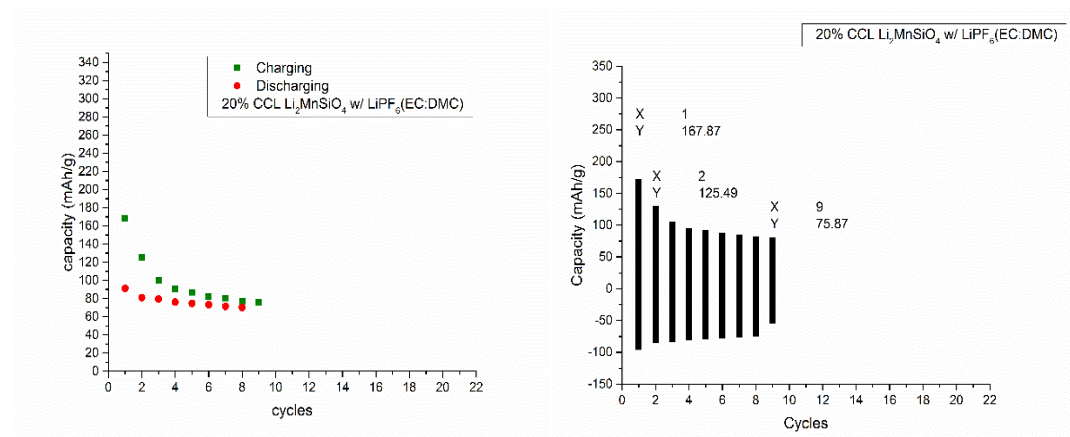 Charging
Discharging
20% CCL Li₂MnSiO₄ w/ LiPF₆(EC:DMC)
340
320
300
280
260
240
220
200
180
160
140
120
100
80
60
40
20
0
capacity (mAh/g)
0 2 4 6 8 10 12 14 16 18 20 22
cycles
20% CCL Li₂MnSiO₄ w/ LiPF₆(EC:DMC)
350
300
250
200
150
100
50
0
-50
-100
-150
Capacity (mAh/g)
X 1
Y 167.87
X 2
Y 125.49
X 9
Y 75.87
0 2 4 6 8 10 12 14 16 18 20 22
Cycles